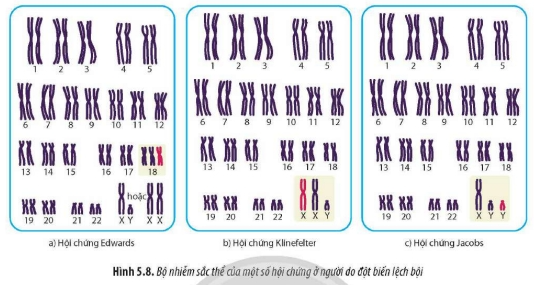 1 2 3 4 5
6 7 8 9 10 11 12
13 14 15 16 17 18
hoặc
19 20 21 22 X Y X X
a) Hội chứng Edwards
1 2 3 4 5
6 7 8 9 10 11 12
13 14 15 16 17 18
19 20 21 22 X X Y
b) Hội chứng Klinefelter
1 2 3 4 5
6 7 8 9 10 11 12
13 14 15 16 17 18
19 20 21 22 X Y Y
c) Hội chứng Jacobs
Hình 5.8. Bộ nhiễm sắc thể của một số hội chứng ở người do đột biến lệch bội